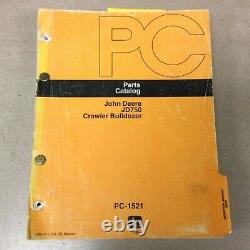 PC
Parts
Catalog
John Deere
JD750
Crawler Bulldozer
PC-1521